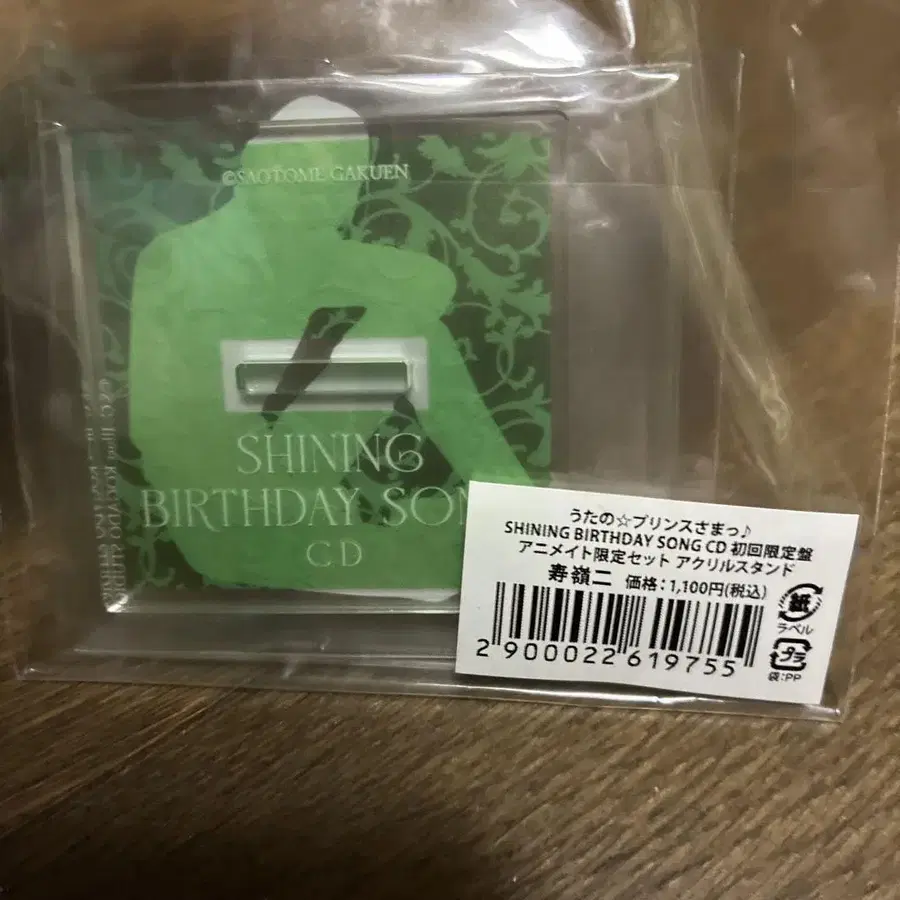 ©SAOTOME GAKUEN
SHINING
BIRTHDAY SON
CD
うたの☆プリンスさまっ♪
SHINING BIRTHDAY SONG CD 初回限定盤
アニメイト限定セット アクリルスタンド
寿嶺二 価格：1,100円(税込)
2 900022 619755
紙
ラベル
プラ
袋：PP